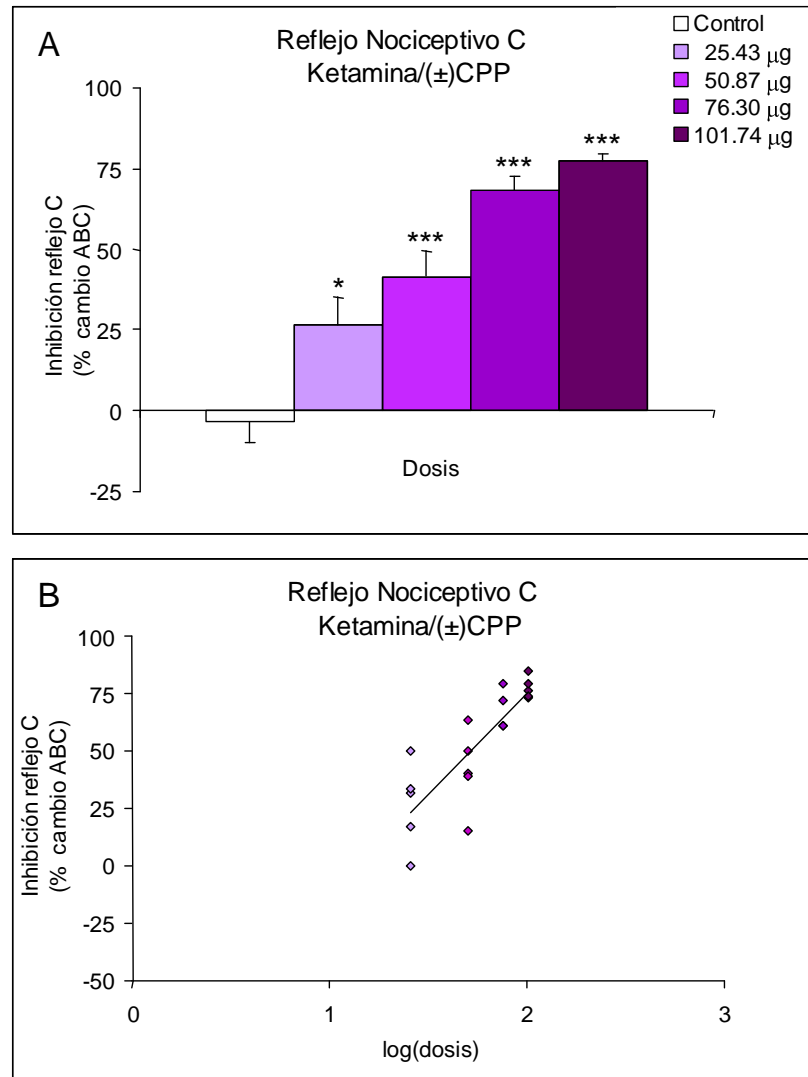 A
Reflejo Nociceptivo C
Ketamina/(±)CPP
Control
25.43 µg
50.87 µg
76.30 µg
101.74 µg
Inhibición reflejo C
(% cambio ABC)
100
75
50
25
0
-25
*
***
***
***
Dosis
B
Reflejo Nociceptivo C
Ketamina/(±)CPP
Inhibición reflejo C
(% cambio ABC)
100
75
50
25
0
-25
-50
0
1
2
3
log(dosis)